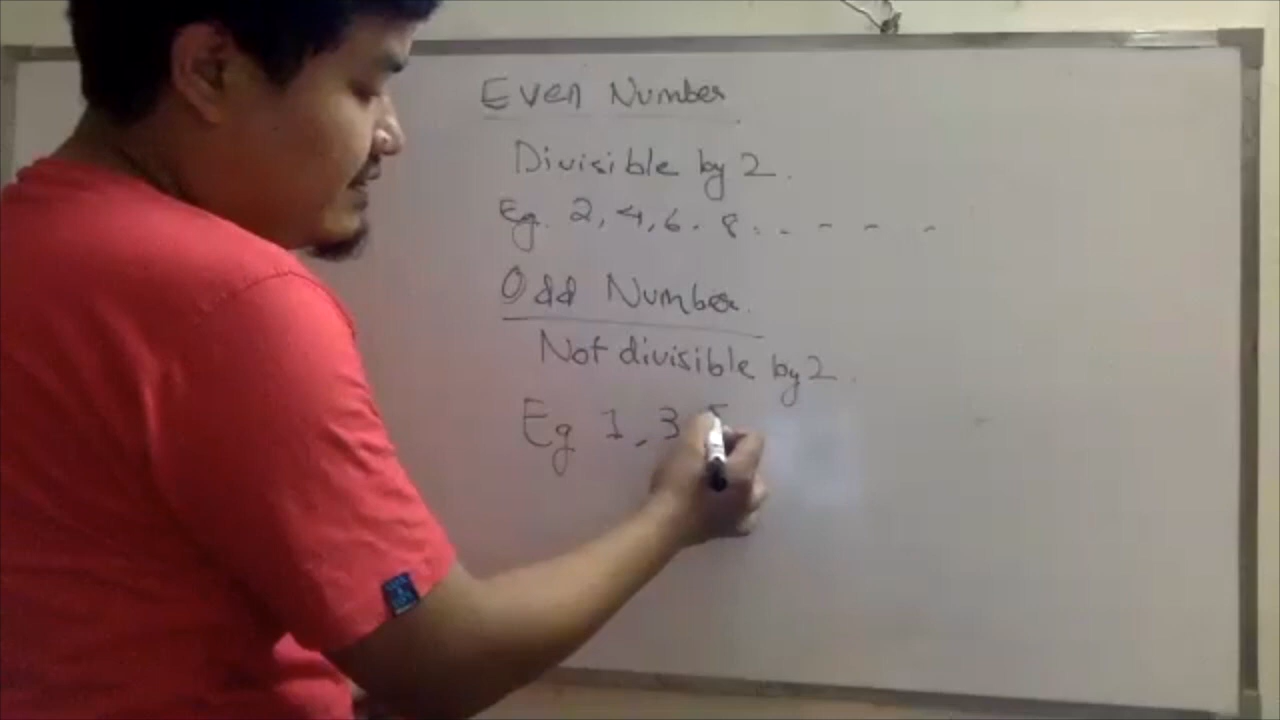 Even Number
Divisible by 2.
Eg. 2, 4, 6. 8. . - - - -
Odd Number.
Not divisible by 2.
Eg 1, 3